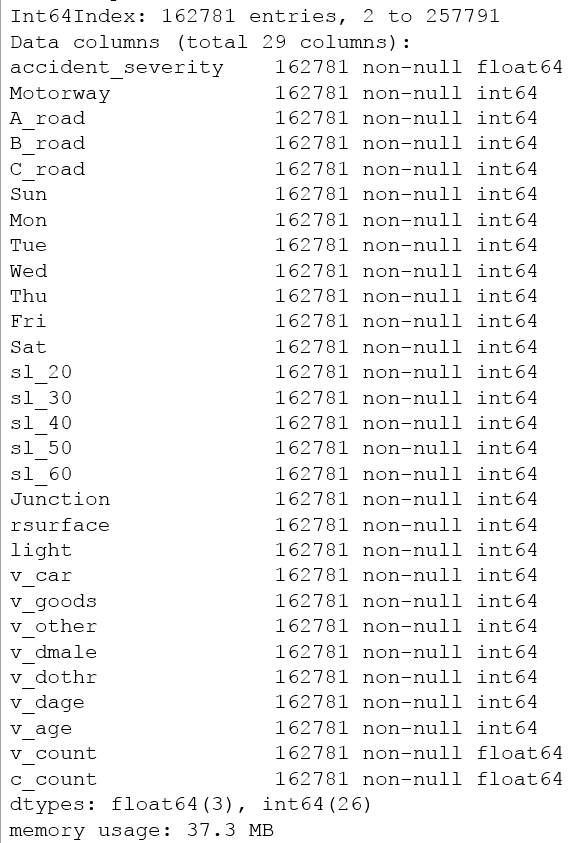 Int64Index: 162781 entries, 2 to 257791
Data columns (total 29 columns):
accident_severity    162781 non-null float64
Motorway             162781 non-null int64
A_road               162781 non-null int64
B_road               162781 non-null int64
C_road               162781 non-null int64
Sun                  162781 non-null int64
Mon                  162781 non-null int64
Tue                  162781 non-null int64
Wed                  162781 non-null int64
Thu                  162781 non-null int64
Fri                  162781 non-null int64
Sat                  162781 non-null int64
sl_20                162781 non-null int64
sl_30                162781 non-null int64
sl_40                162781 non-null int64
sl_50                162781 non-null int64
sl_60                162781 non-null int64
Junction             162781 non-null int64
rsurface             162781 non-null int64
light                162781 non-null int64
v_car                162781 non-null int64
v_goods              162781 non-null int64
v_other              162781 non-null int64
v_dmale              162781 non-null int64
v_dothr              162781 non-null int64
v_dage               162781 non-null int64
v_age                162781 non-null int64
v_count              162781 non-null float64
c_count              162781 non-null float64
dtypes: float64(3), int64(26)
memory usage: 37.3 MB